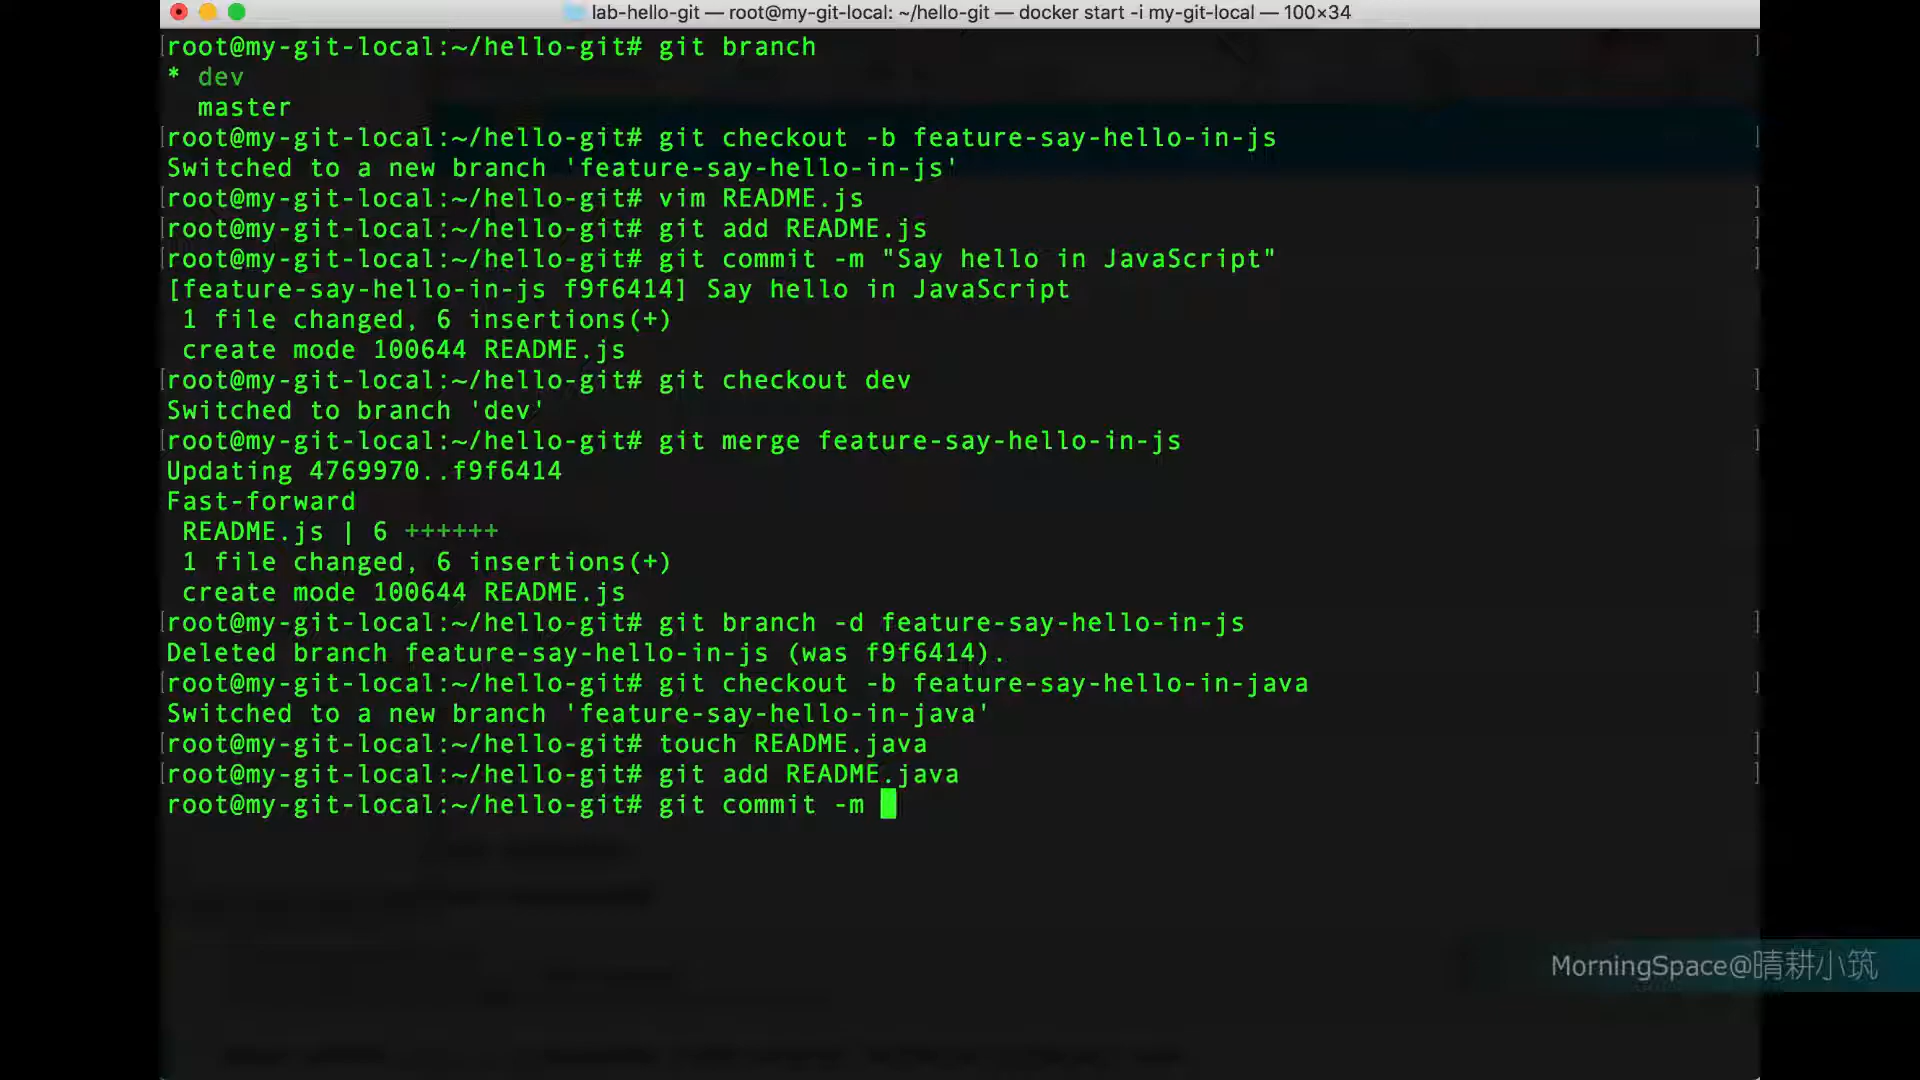 lab-hello-git — root@my-git-local: ~/hello-git — docker start -i my-git-local — 100×34
[root@my-git-local:~/hello-git# git branch ]
* dev
  master
[root@my-git-local:~/hello-git# git checkout -b feature-say-hello-in-js ]
Switched to a new branch 'feature-say-hello-in-js'
[root@my-git-local:~/hello-git# vim README.js ]
[root@my-git-local:~/hello-git# git add README.js ]
[root@my-git-local:~/hello-git# git commit -m "Say hello in JavaScript" ]
[feature-say-hello-in-js f9f6414] Say hello in JavaScript
 1 file changed, 6 insertions(+)
 create mode 100644 README.js
[root@my-git-local:~/hello-git# git checkout dev ]
Switched to branch 'dev'
[root@my-git-local:~/hello-git# git merge feature-say-hello-in-js ]
Updating 4769970..f9f6414
Fast-forward
 README.js | 6 ++++++
 1 file changed, 6 insertions(+)
 create mode 100644 README.js
[root@my-git-local:~/hello-git# git branch -d feature-say-hello-in-js ]
Deleted branch feature-say-hello-in-js (was f9f6414).
[root@my-git-local:~/hello-git# git checkout -b feature-say-hello-in-java ]
Switched to a new branch 'feature-say-hello-in-java'
[root@my-git-local:~/hello-git# touch README.java ]
[root@my-git-local:~/hello-git# git add README.java ]
root@my-git-local:~/hello-git# git commit -m
MorningSpace@晴耕小筑